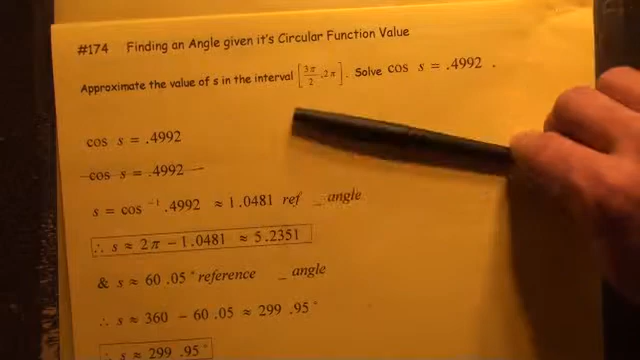 #174 Finding an Angle given it's Circular Function Value
Approximate the value of s in the interval [3π/2, 2π]. Solve cos s = .4992 .
cos s = .4992
cos s = .4992
s = cos ⁻¹ .4992 ≈ 1.0481 ref _ angle
∴ s ≈ 2π − 1.0481 ≈ 5.2351
& s ≈ 60 .05 ° reference _ angle
∴ s ≈ 360 − 60 .05 ≈ 299 .95 °
∴ s ≈ 299 .95 °